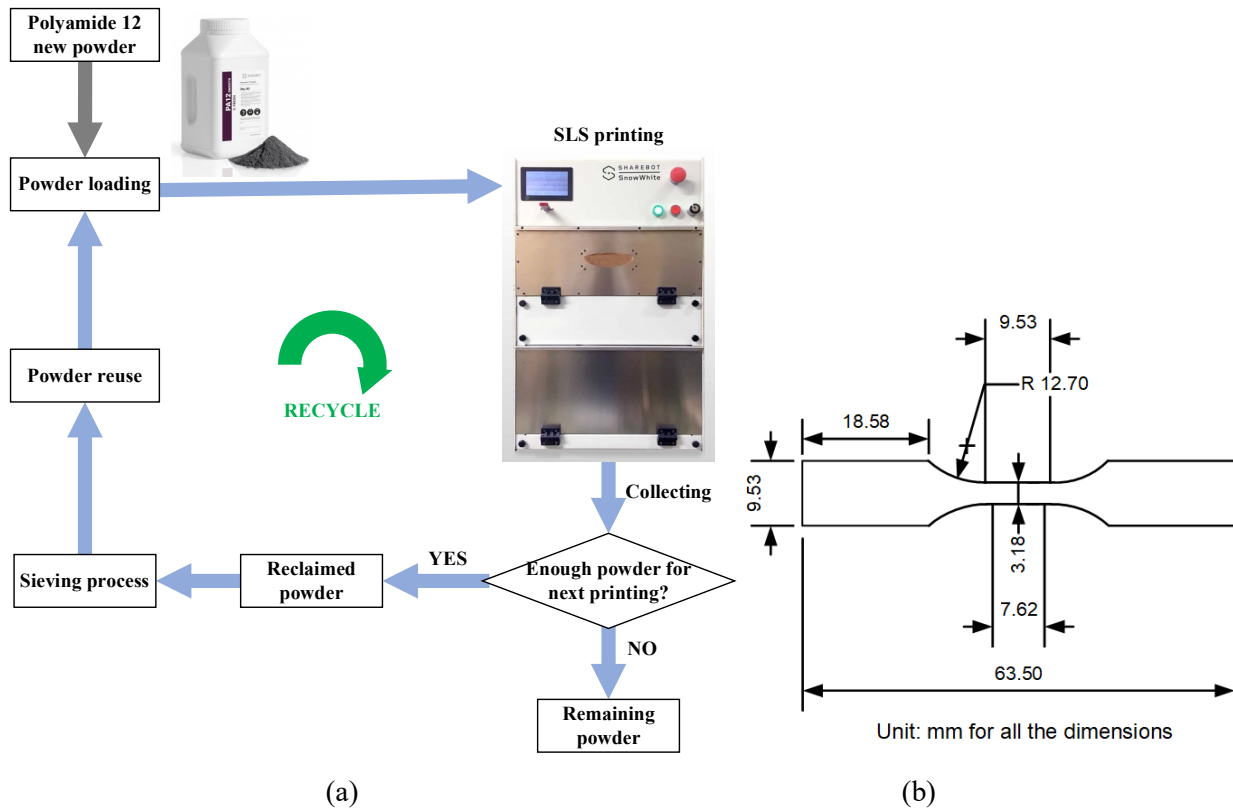 Polyamide 12
new powder
PA12
SLS printing
SHAREBOT
SnowWhite
Powder loading
9.53
R 12.70
Powder reuse
RECYCLE
18.58
9.53
Collecting
3.18
YES
Enough powder for
next printing?
Sieving process
Reclaimed
powder
7.62
NO
63.50
Remaining
powder
Unit: mm for all the dimensions
(a)
(b)